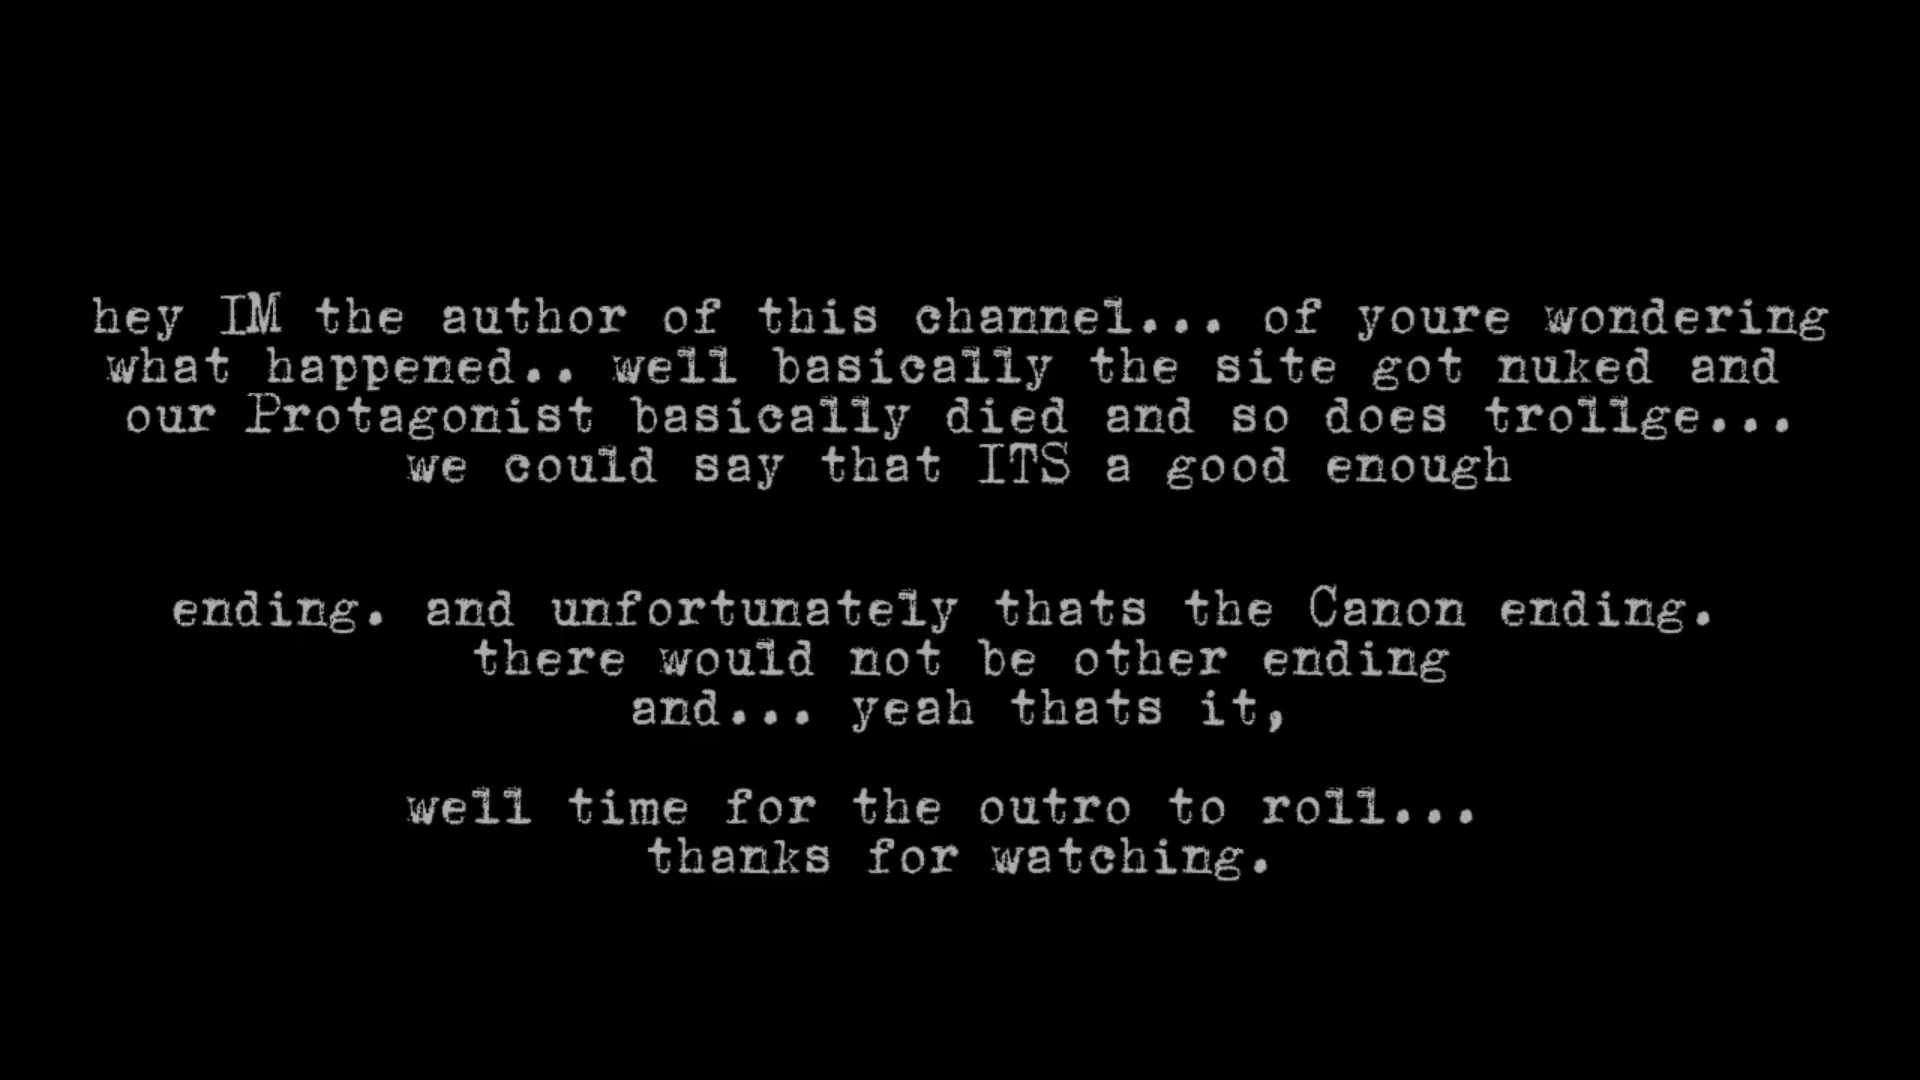 hey IM the author of this channel... of youre wondering
what happened.. well basically the site got nuked and
our Protagonist basically died and so does trollge...
we could say that ITS a good enough
ending. and unfortunately thats the Canon ending.
there would not be other ending
and... yeah thats it,
well time for the outro to roll...
thanks for watching.